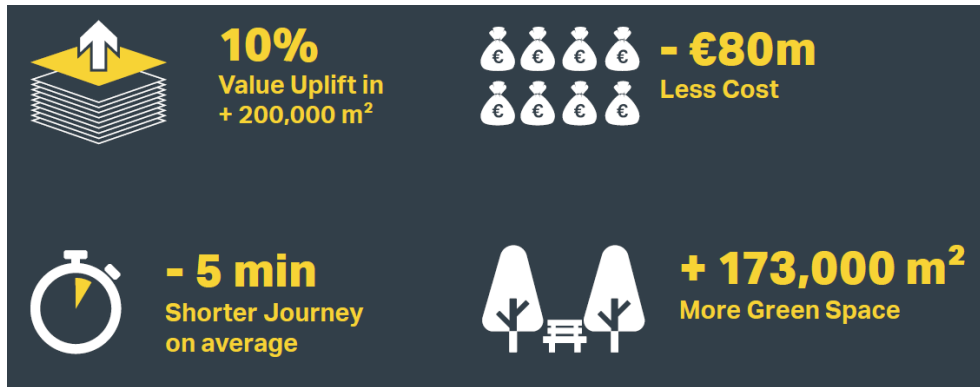 10%
Value Uplift in
+ 200,000 m²
€ € € €
€ € € €
- €80m
Less Cost
- 5 min
Shorter Journey
on average
+ 173,000 m²
More Green Space